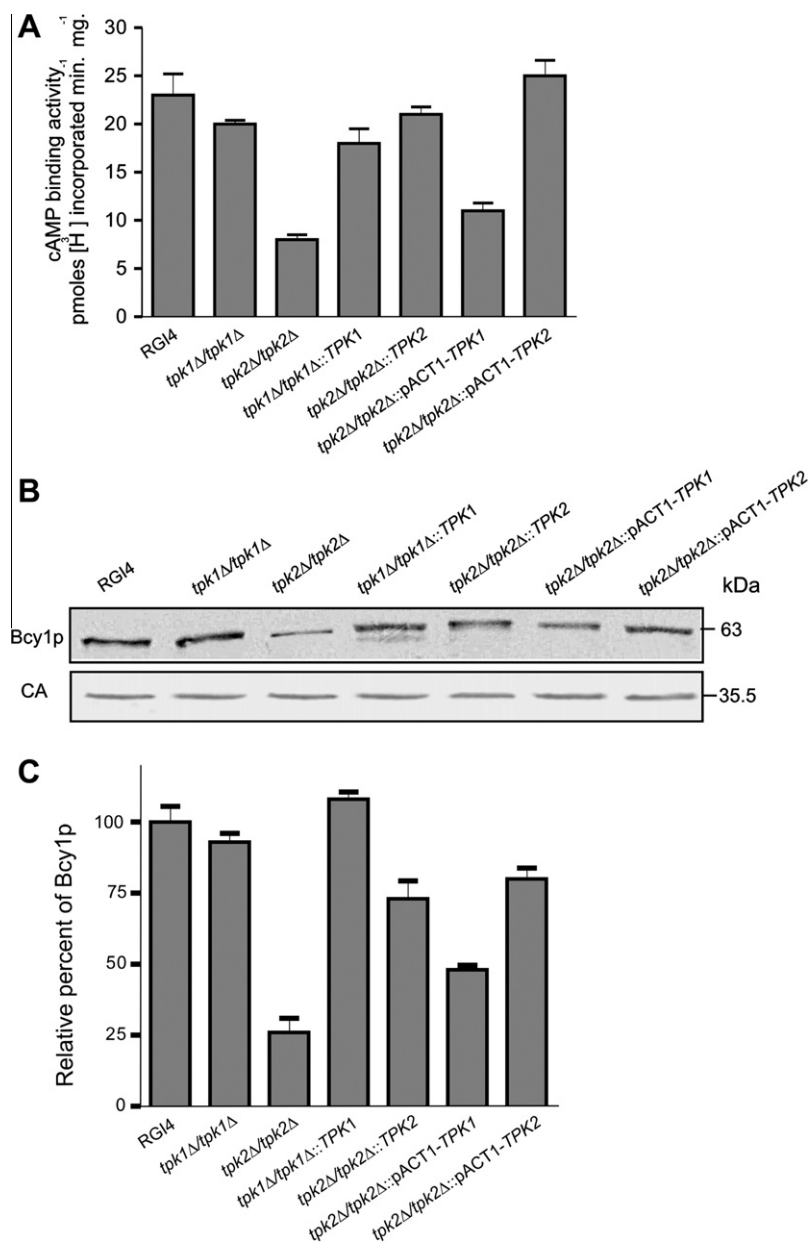 A
cAMP binding activity
pmoles [³H] incorporated min.⁻¹ mg.⁻¹
30
25
20
15
10
5
0
RGI4
tpk1Δ/tpk1Δ
tpk2Δ/tpk2Δ
tpk1Δ/tpk1Δ::TPK1
tpk2Δ/tpk2Δ::TPK2
tpk2Δ/tpk2Δ::pACT1-TPK1
tpk2Δ/tpk2Δ::pACT1-TPK2
B
RGI4
tpk1Δ/tpk1Δ
tpk2Δ/tpk2Δ
tpk1Δ/tpk1Δ::TPK1
tpk2Δ/tpk2Δ::TPK2
tpk2Δ/tpk2Δ::pACT1-TPK1
tpk2Δ/tpk2Δ::pACT1-TPK2
kDa
Bcy1p
63
CA
35.5
C
Relative percent of Bcy1p
100
75
50
25
0
RGI4
tpk1Δ/tpk1Δ
tpk2Δ/tpk2Δ
tpk1Δ/tpk1Δ::TPK1
tpk2Δ/tpk2Δ::TPK2
tpk2Δ/tpk2Δ::pACT1-TPK1
tpk2Δ/tpk2Δ::pACT1-TPK2